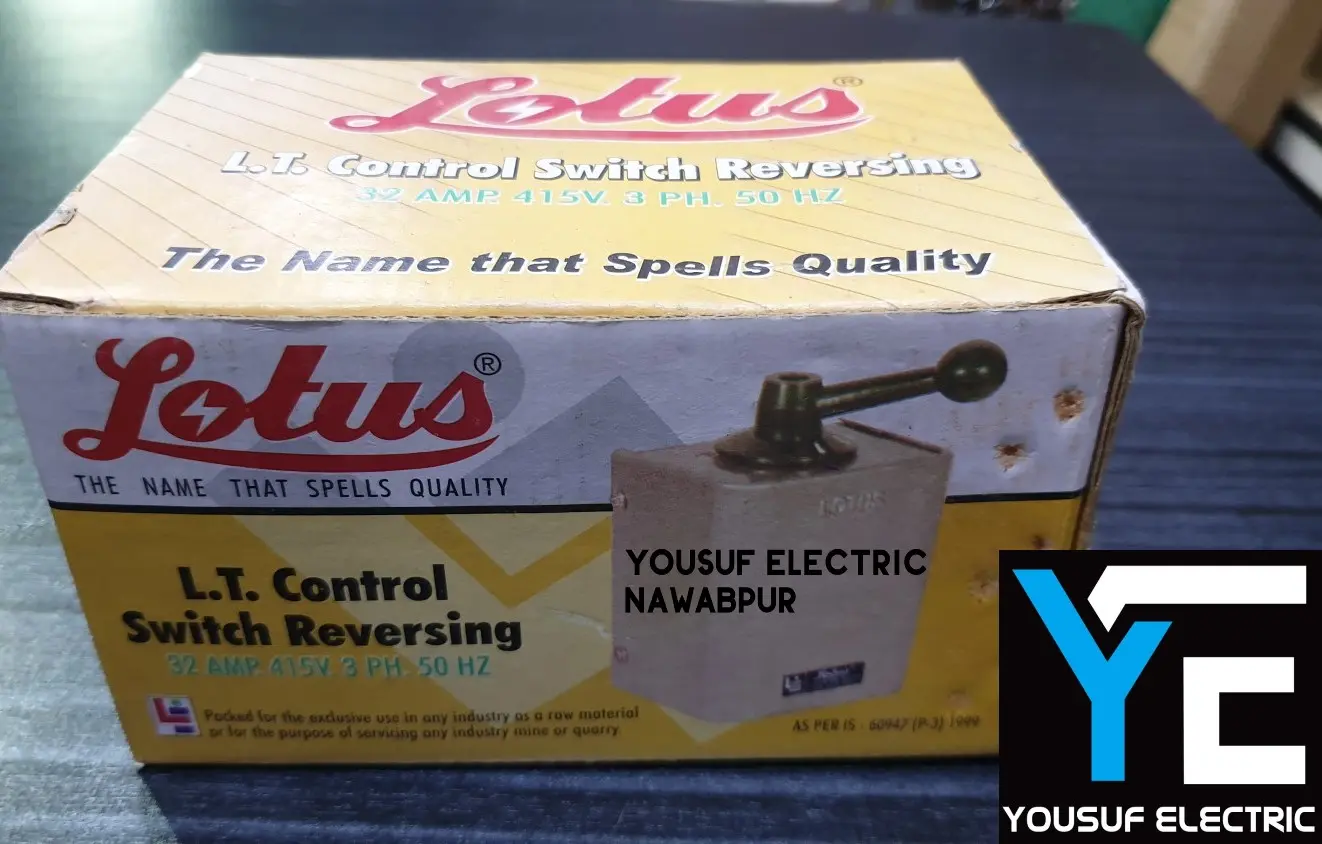 Lotus®
L.T. Control Switch Reversing
32 AMP. 415V. 3 PH. 50 HZ
The Name that Spells Quality
Lotus®
THE NAME THAT SPELLS QUALITY
L.T. Control
Switch Reversing
32 AMP. 415V. 3 PH. 50 HZ
Packed for the exclusive use in any industry as a raw material
or for the purpose of servicing any industry mine or quarry
LOTUS
YOUSUF ELECTRIC
NAWABPUR
AS PER IS - 60947 (P-3) 1999
YE
YOUSUF ELECTRIC